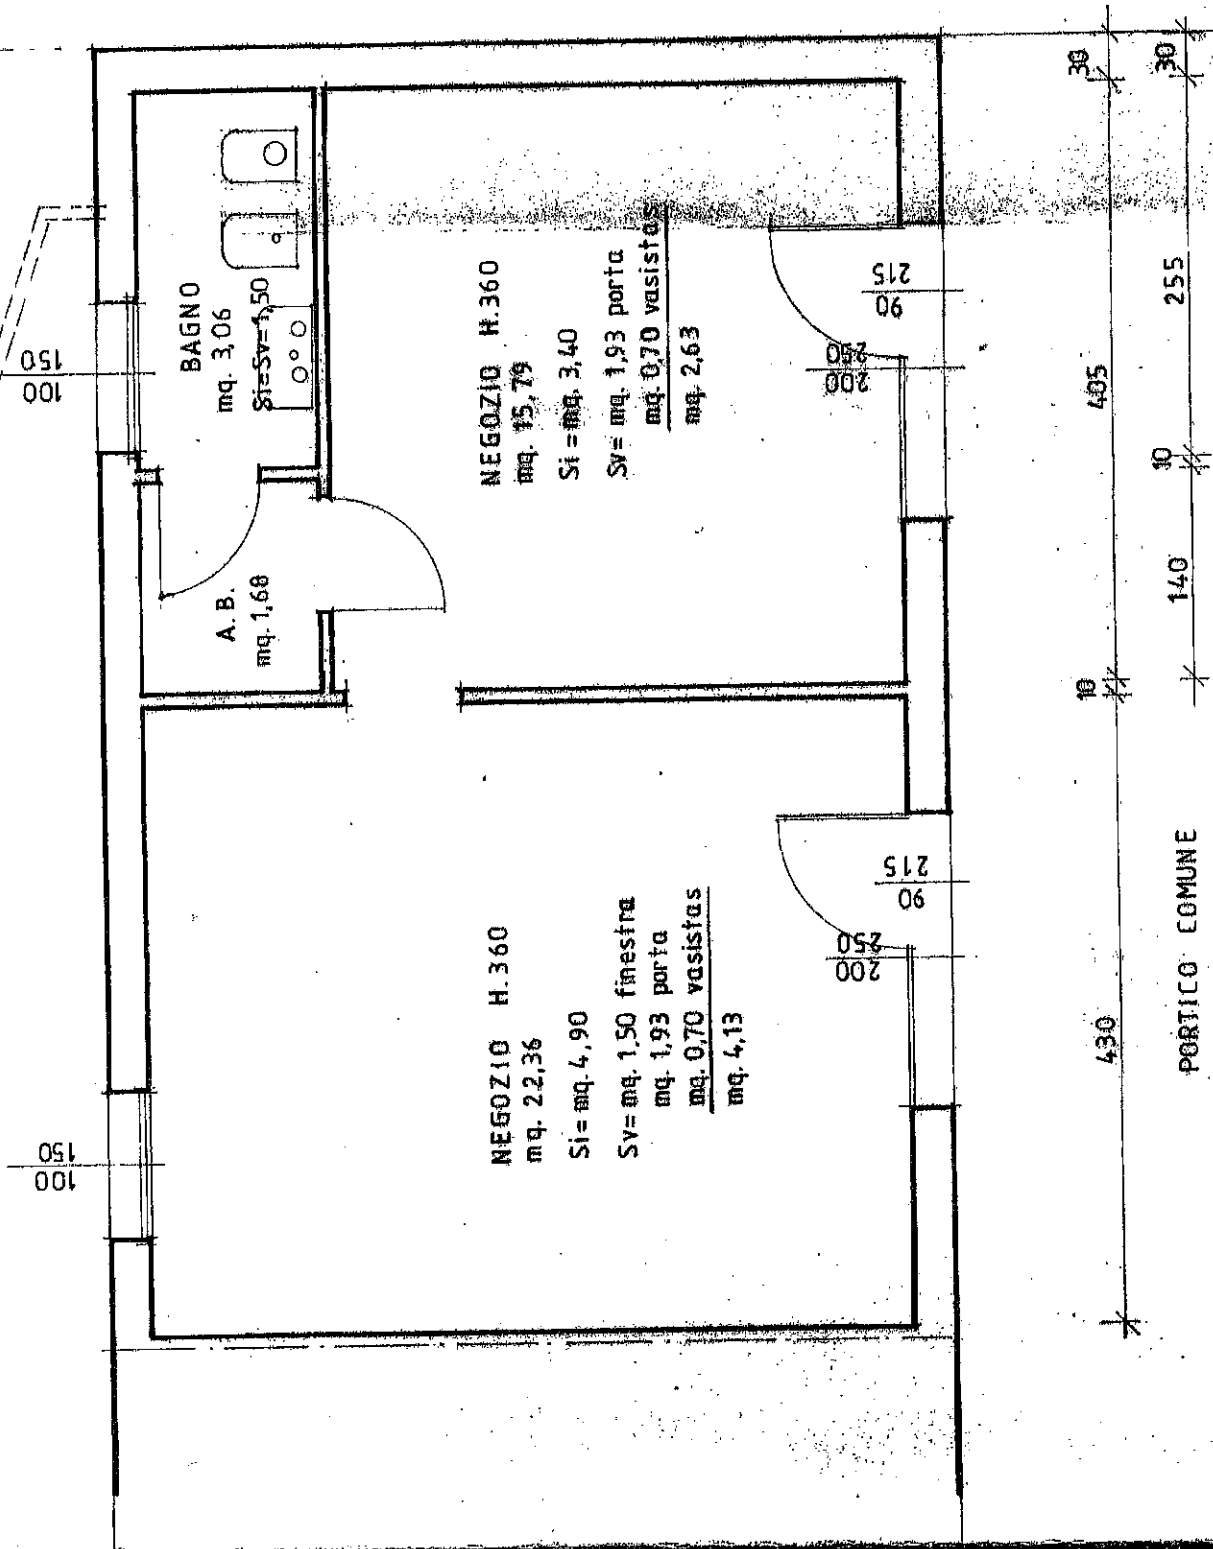 BAGNO
mq. 3,06
Si=Sv=1,50
A.B.
mq. 1,68
NEGOZIO H.360
mq. 15,79
Si = mq. 3,40
Sv= mq. 1,93 porta
mq. 0,70 vasistas
mq. 2,63
NEGOZIO H.360
mq. 22,36
Si = mq. 4,90
Sv= mq. 1,50 finestra
mq. 1,93 porta
mq. 0,70 vasistas
mq. 4,13
100
150
100
150
90
215
200
250
90
215
200
250
430
10
405
30
140
10
255
30
PORTICO COMUNE